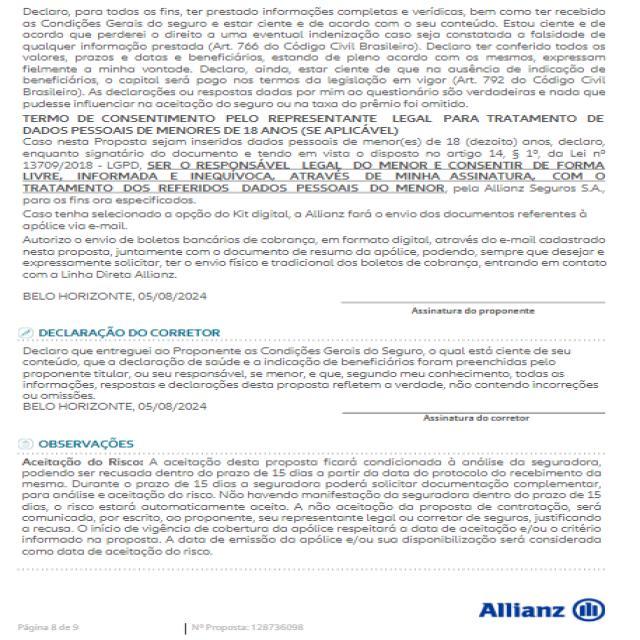 Declaro, para todos os fins, ter prestado informações completas e verídicas, bem como ter recebido
as Condições Gerais do seguro e estar ciente e de acordo com o seu conteúdo. Estou ciente e de
acordo que perderei o direito a uma eventual indenização caso seja constatada a falsidade de
qualquer informação prestada (Art. 766 do Código Civil Brasileiro). Declaro ter conferido todos os
valores, prazos e datas e beneficiários, estando de pleno acordo com os mesmos, expressam
fielmente a minha vontade. Declaro, ainda, estar ciente de que na ausência de indicação de
beneficiários, o capital será pago nos termos da legislação em vigor (Art. 792 do Código Civil
Brasileiro). As declarações ou respostas dadas por mim ao questionário são verdadeiras e nada que
pudesse influenciar na aceitação do seguro ou na taxa do prêmio foi omitido.
TERMO DE CONSENTIMENTO PELO REPRESENTANTE LEGAL PARA TRATAMENTO DE
DADOS PESSOAIS DE MENORES DE 18 ANOS (SE APLICÁVEL)
Caso nesta Proposta sejam inseridos dados pessoais de menor(es) de 18 (dezoito) anos, declaro,
enquanto signatário do documento e tendo em vista o disposto no artigo 14, § 1º, da Lei nº
13709/2018 - LGPD, SER O RESPONSÁVEL LEGAL DO MENOR E CONSENTIR DE FORMA
LIVRE, INFORMADA E INEQUÍVOCA, ATRAVÉS DE MINHA ASSINATURA, COM O
TRATAMENTO DOS REFERIDOS DADOS PESSOAIS DO MENOR, pela Allianz Seguros S.A.,
para os fins ora especificados.
Caso tenha selecionado a opção do Kit digital, a Allianz fará o envio dos documentos referentes à
apólice via e-mail.
Autorizo o envio de boletos bancários de cobrança, em formato digital, através do e-mail cadastrado
nesta proposta, juntamente com o documento de resumo da apólice, podendo, sempre que desejar e
expressamente solicitar, ter o envio físico e tradicional dos boletos de cobrança, entrando em contato
com a Linha Direta Allianz.
BELO HORIZONTE, 05/08/2024
Assinatura do proponente
DECLARAÇÃO DO CORRETOR
Declaro que entreguei ao Proponente as Condições Gerais do Seguro, o qual está ciente de seu
conteúdo, que a declaração de saúde e a indicação de beneficiários foram preenchidas pelo
proponente titular, ou seu responsável, se menor, e que, segundo meu conhecimento, todas as
informações, respostas e declarações desta proposta refletem a verdade, não contendo incorreções
ou omissões.
BELO HORIZONTE, 05/08/2024
Assinatura do corretor
OBSERVAÇÕES
Aceitação do Risco: A aceitação desta proposta ficará condicionada à análise da seguradora,
podendo ser recusada dentro do prazo de 15 dias a partir da data do protocolo do recebimento da
mesma. Durante o prazo de 15 dias a seguradora poderá solicitar documentação complementar,
para análise e aceitação do risco. Não havendo manifestação da seguradora dentro do prazo de 15
dias, o risco estará automaticamente aceito. A não aceitação da proposta de contratação, será
comunicada, por escrito, ao proponente, seu representante legal ou corretor de seguros, justificando
a recusa. O início de vigência de cobertura da apólice respeitará a data de aceitação e/ou o critério
informado na proposta. A data de emissão da apólice e/ou sua disponibilização será considerada
como data de aceitação do risco.
Allianz
Página 8 de 9 | Nº Proposta: 128736098